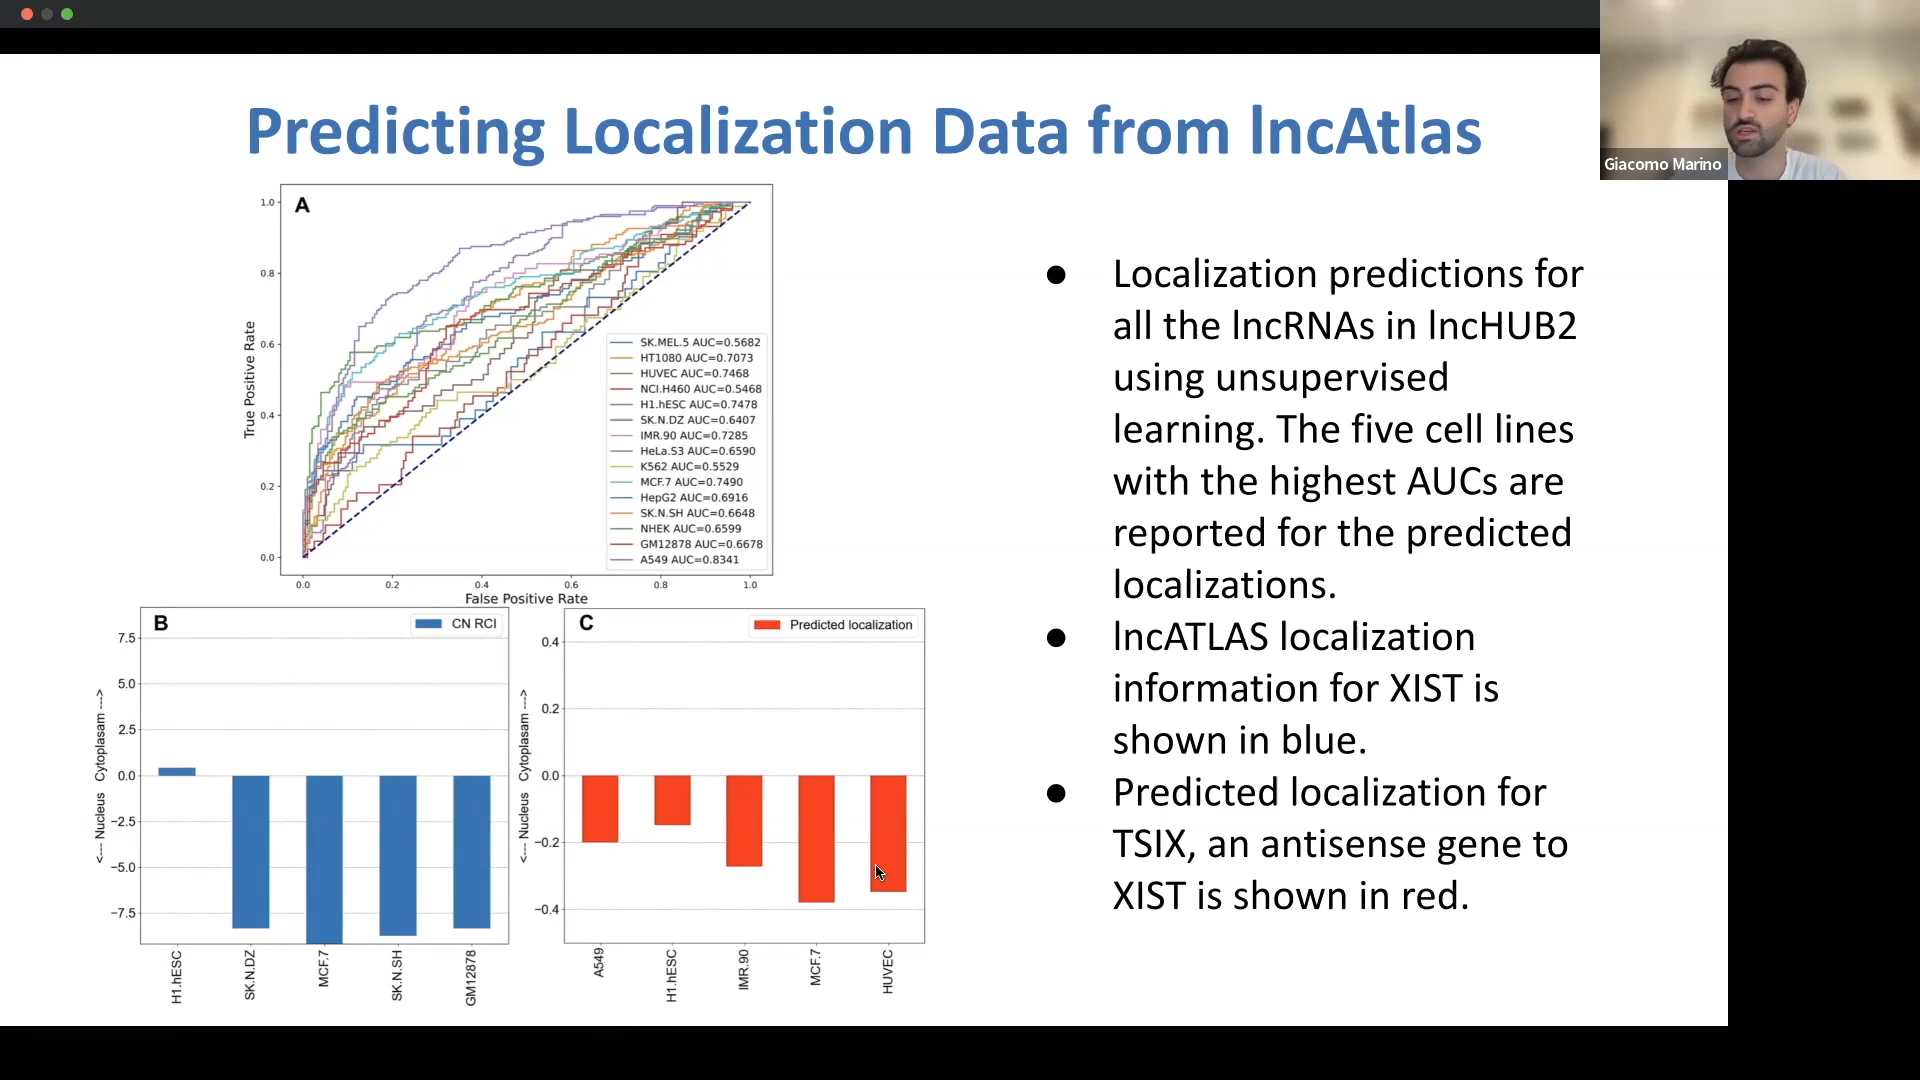 Predicting Localization Data from lncAtlas
Giacomo Marino
A
1.0
0.8
0.6
0.4
0.2
0.0
True Positive Rate
SK.MEL.5 AUC=0.5682
HT1080 AUC=0.7073
HUVEC AUC=0.7468
NCI.H460 AUC=0.5468
H1.hESC AUC=0.7478
SK.N.DZ AUC=0.6407
IMR.90 AUC=0.7285
HeLa.S3 AUC=0.6590
K562 AUC=0.5529
MCF.7 AUC=0.7490
HepG2 AUC=0.6916
SK.N.SH AUC=0.6648
NHEK AUC=0.6599
GM12878 AUC=0.6678
A549 AUC=0.8341
0.0 0.2 0.4 0.6 0.8 1.0
False Positive Rate
B
CN RCI
7.5
5.0
2.5
0.0
−2.5
−5.0
−7.5
<--- Nucleus Cytoplasam --->
H1.hESC
SK.N.DZ
MCF.7
SK.N.SH
GM12878
C
Predicted localization
0.4
0.2
0.0
−0.2
−0.4
<--- Nucleus Cytoplasam --->
A549
H1.hESC
IMR.90
MCF.7
HUVEC
● Localization predictions for
all the lncRNAs in lncHUB2
using unsupervised
learning. The five cell lines
with the highest AUCs are
reported for the predicted
localizations.
● lncATLAS localization
information for XIST is
shown in blue.
● Predicted localization for
TSIX, an antisense gene to
XIST is shown in red.